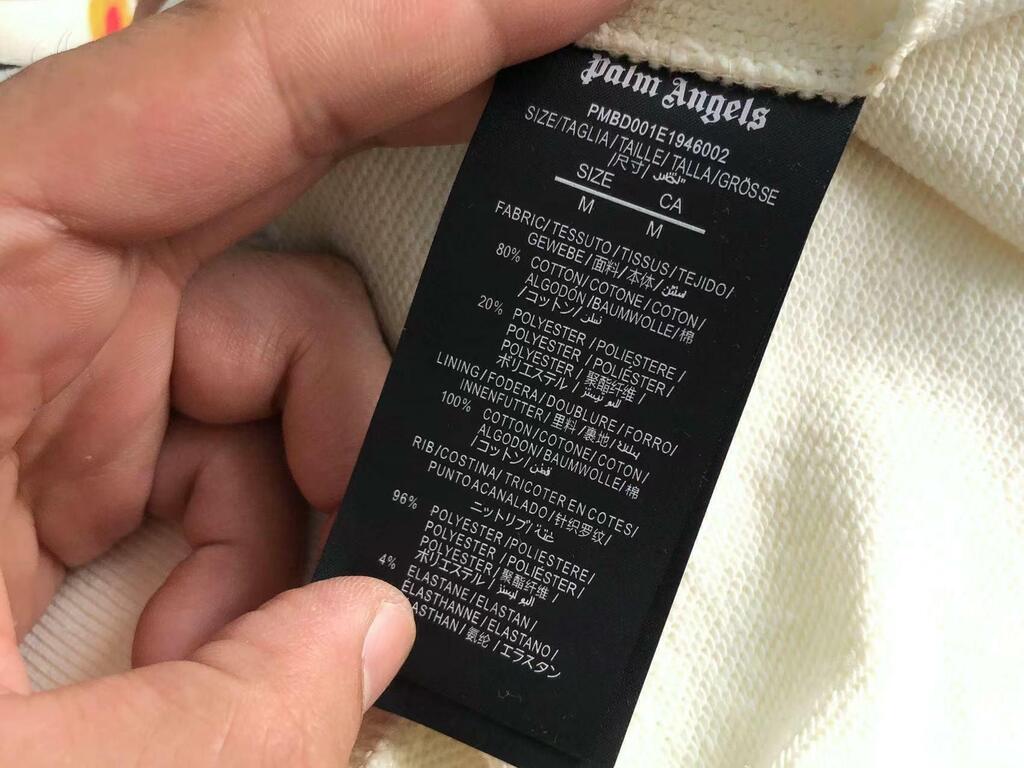 Palm Angels
PMBD001E1946002
SIZE/TAGLIA/TAILLE/TALLA/GRÖSSE
/尺寸/
SIZE CA
M M
FABRIC/TESSUTO/TISSUS/TEJIDO/
GEWEBE/面料/本体/
80% COTTON/COTONE/COTON/
ALGODÓN/BAUMWOLLE/棉
/コットン/ قطن
20% POLYESTER/POLIESTERE/
POLYESTER/POLIÉSTER/
POLYESTER/聚酯纤维/
ポリエステル/
LINING/FODERA/DOUBLURE/FORRO/
INNENFUTTER/里料/裏地/
100% COTTON/COTONE/COTON/
ALGODÓN/BAUMWOLLE/棉
/コットン/ قطن
RIB/COSTINA/TRICOTER EN COTES/
PUNTO ACANALADO/针织罗纹/
ニットリブ/
96% POLYESTER/POLIESTERE/
POLYESTER/POLIÉSTER/
POLYESTER/聚酯纤维/
ポリエステル/
4% ELASTANE/ELASTAN/
ÉLASTHANNE/ELASTANO/
ASTHAN/氨纶/エラスタン